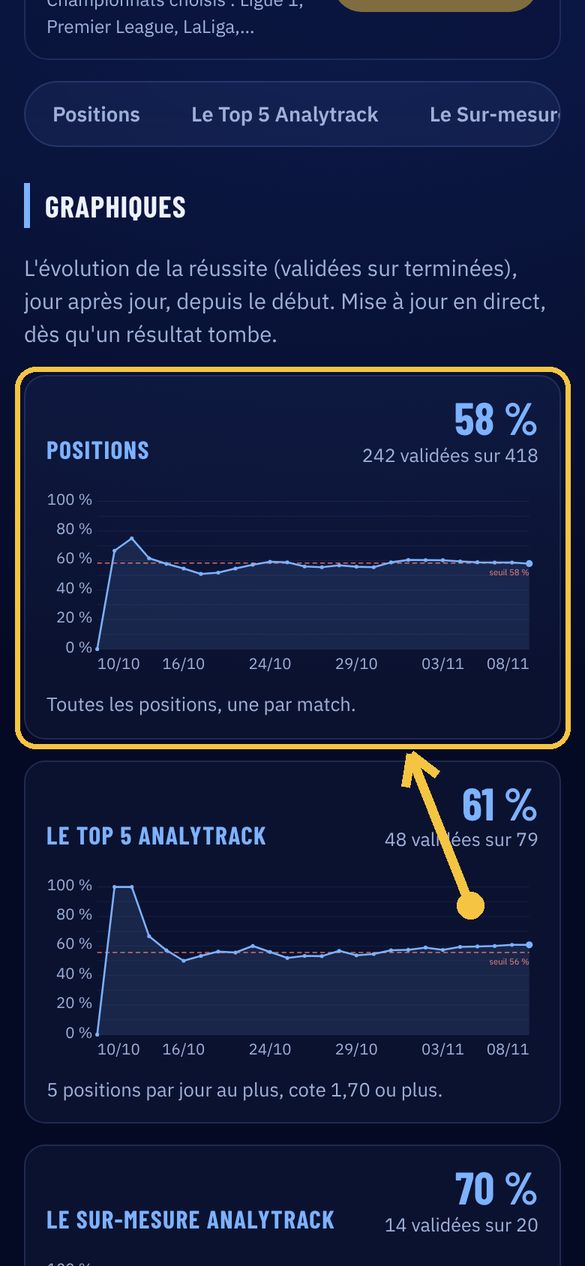 Championnats choisis : Ligue 1,
Premier League, LaLiga,...
Positions
Le Top 5 Analytrack
Le Sur-mesur
GRAPHIQUES
L'évolution de la réussite (validées sur terminées),
jour après jour, depuis le début. Mise à jour en direct,
dès qu'un résultat tombe.
58 %
POSITIONS
242 validées sur 418
100 %
80 %
60 %
seuil 58 %
40 %
20 %
0 %
10/10 16/10 24/10 29/10 03/11 08/11
Toutes les positions, une par match.
61 %
LE TOP 5 ANALYTRACK
48 validées sur 79
100 %
80 %
60 %
seuil 56 %
40 %
20 %
0 %
10/10 16/10 24/10 29/10 03/11 08/11
5 positions par jour au plus, cote 1,70 ou plus.
70 %
LE SUR-MESURE ANALYTRACK
14 validées sur 20
100 %